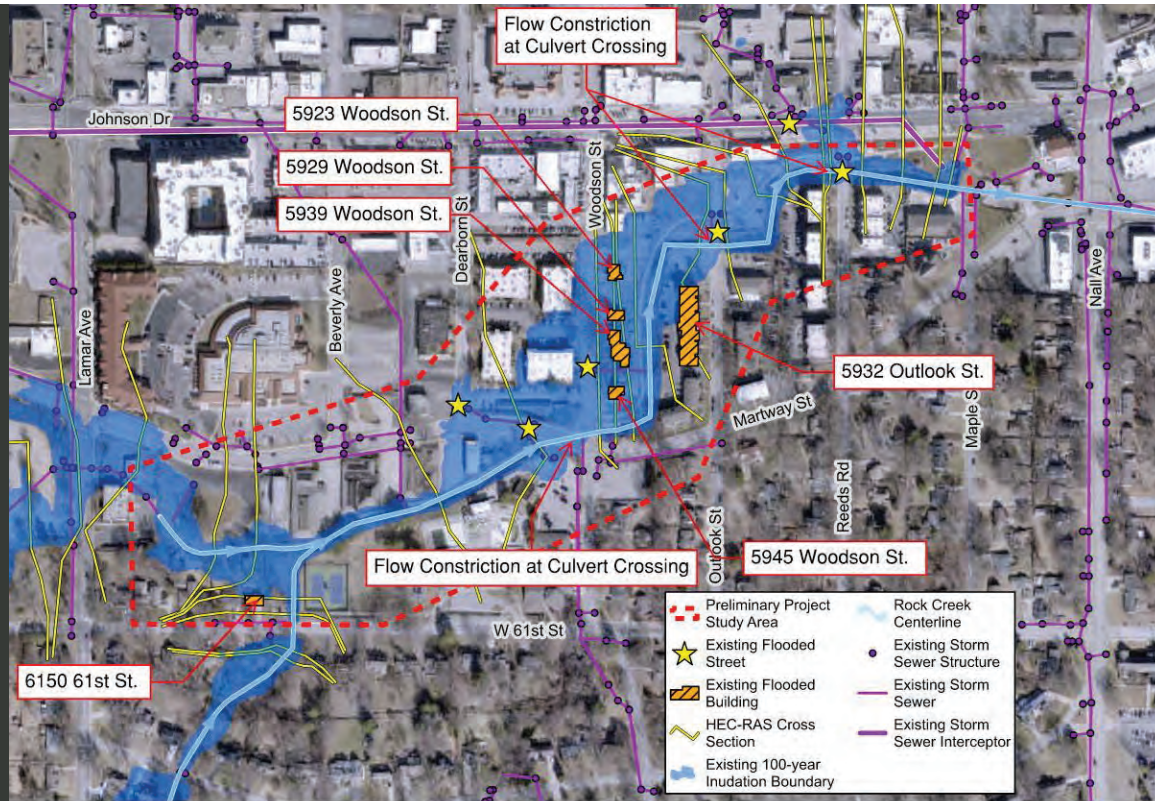 Flow Constriction
at Culvert Crossing
Johnson Dr
5923 Woodson St.
5929 Woodson St.
5939 Woodson St.
Woodson St
Dearborn St
Beverly Ave
Lamar Ave
Nall Ave
5932 Outlook St.
Martway St
Maple S
Reeds Rd
Outlook St
5945 Woodson St.
Flow Constriction at Culvert Crossing
W 61st St
6150 61st St.
Preliminary Project
Study Area
Existing Flooded
Street
Existing Flooded
Building
HEC-RAS Cross
Section
Existing 100-year
Inudation Boundary
Rock Creek
Centerline
Existing Storm
Sewer Structure
Existing Storm
Sewer
Existing Storm
Sewer Interceptor